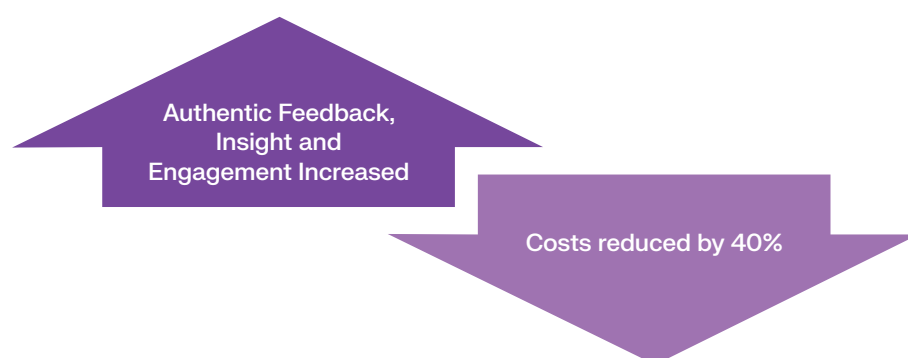 Authentic Feedback,
Insight and
Engagement Increased
Costs reduced by 40%